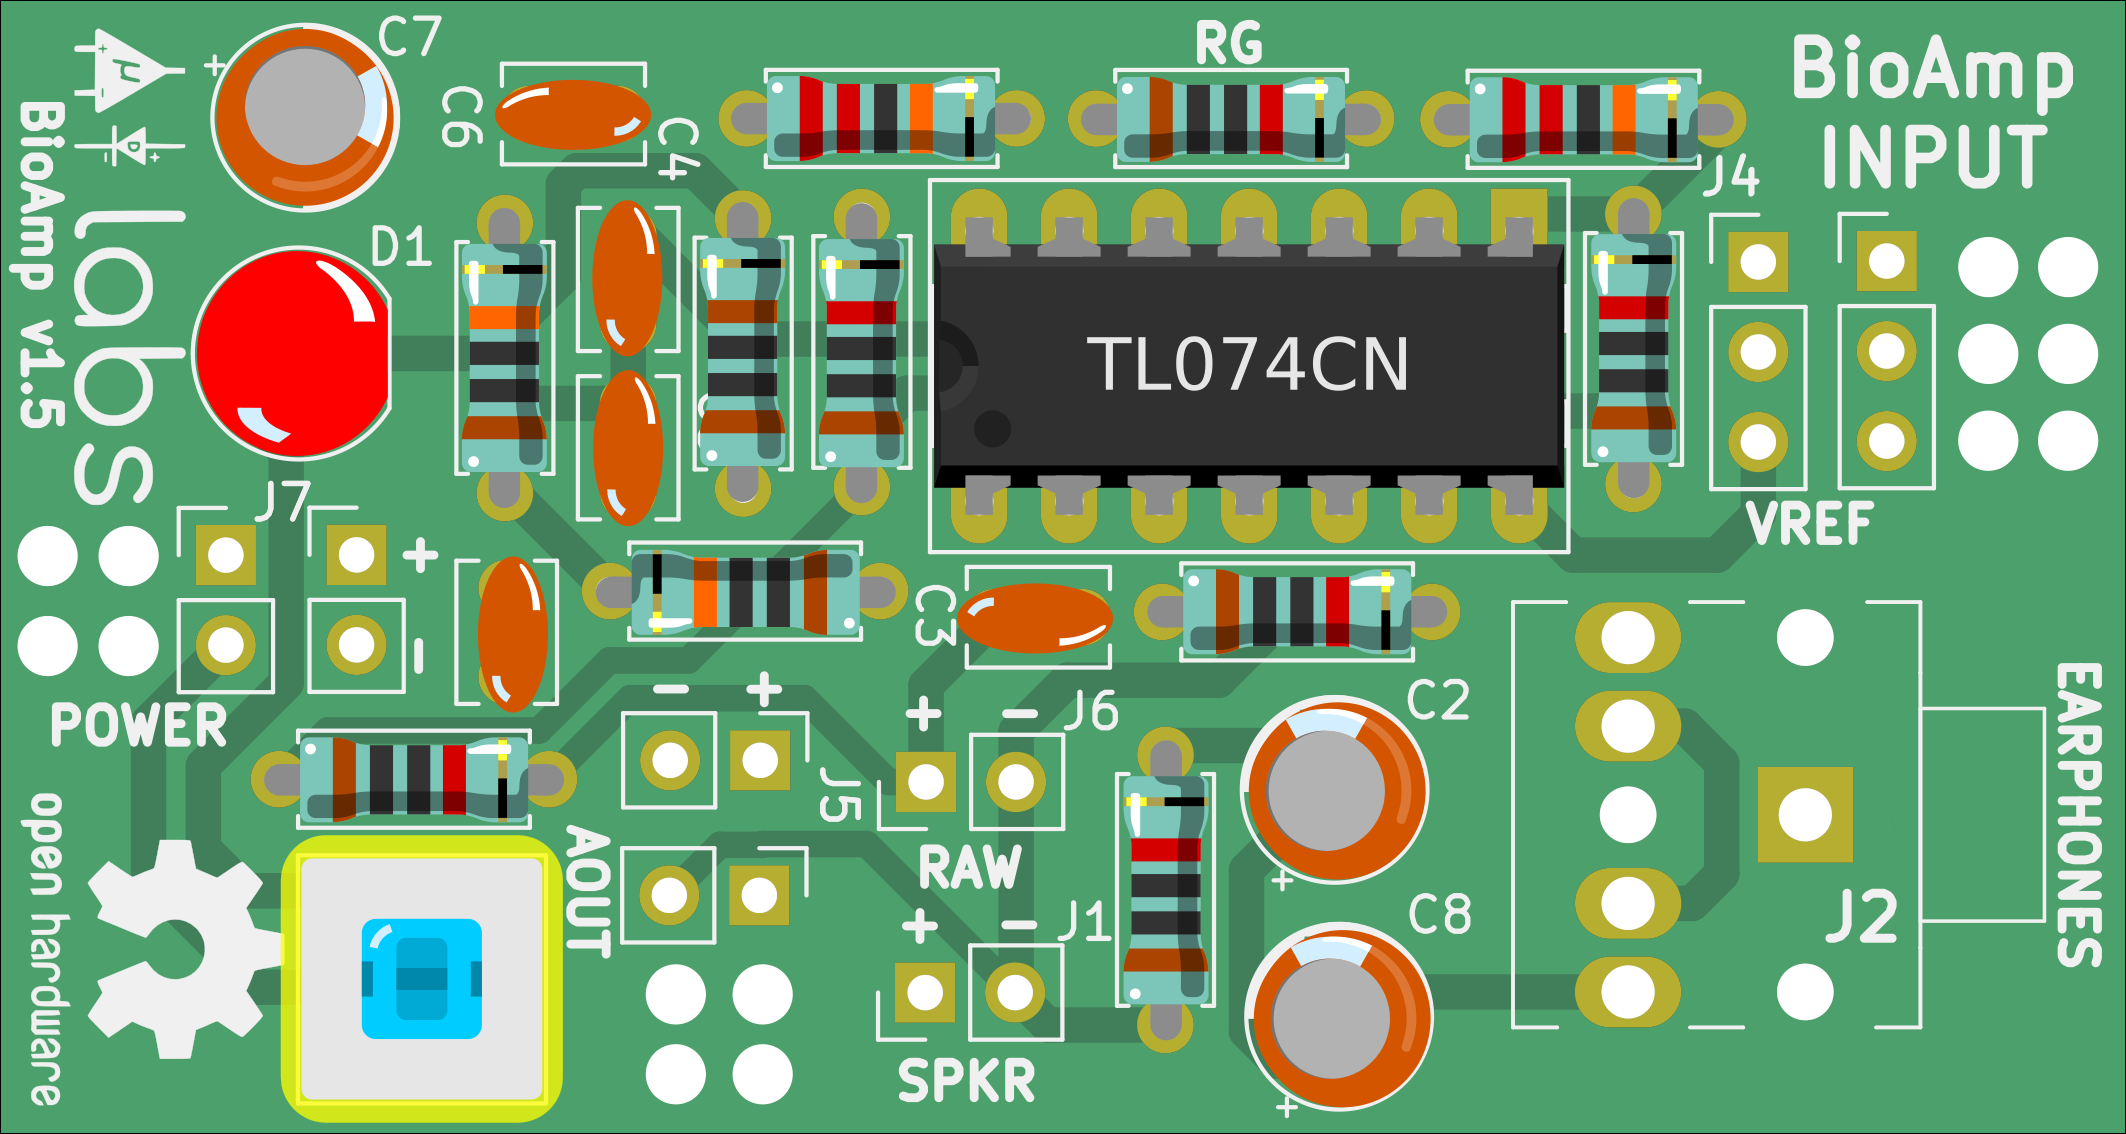 C7
RG
BioAmp
INPUT
C6
C4
J4
D1
BioAmp v1.5
µ
D
labs
TL074CN
J7
VREF
+
-
C3
POWER
- +
+ -
J6
C2
J5
EARPHONES
open hardware
AOUT
RAW
+ -
J1
C8
J2
SPKR
+
+
+